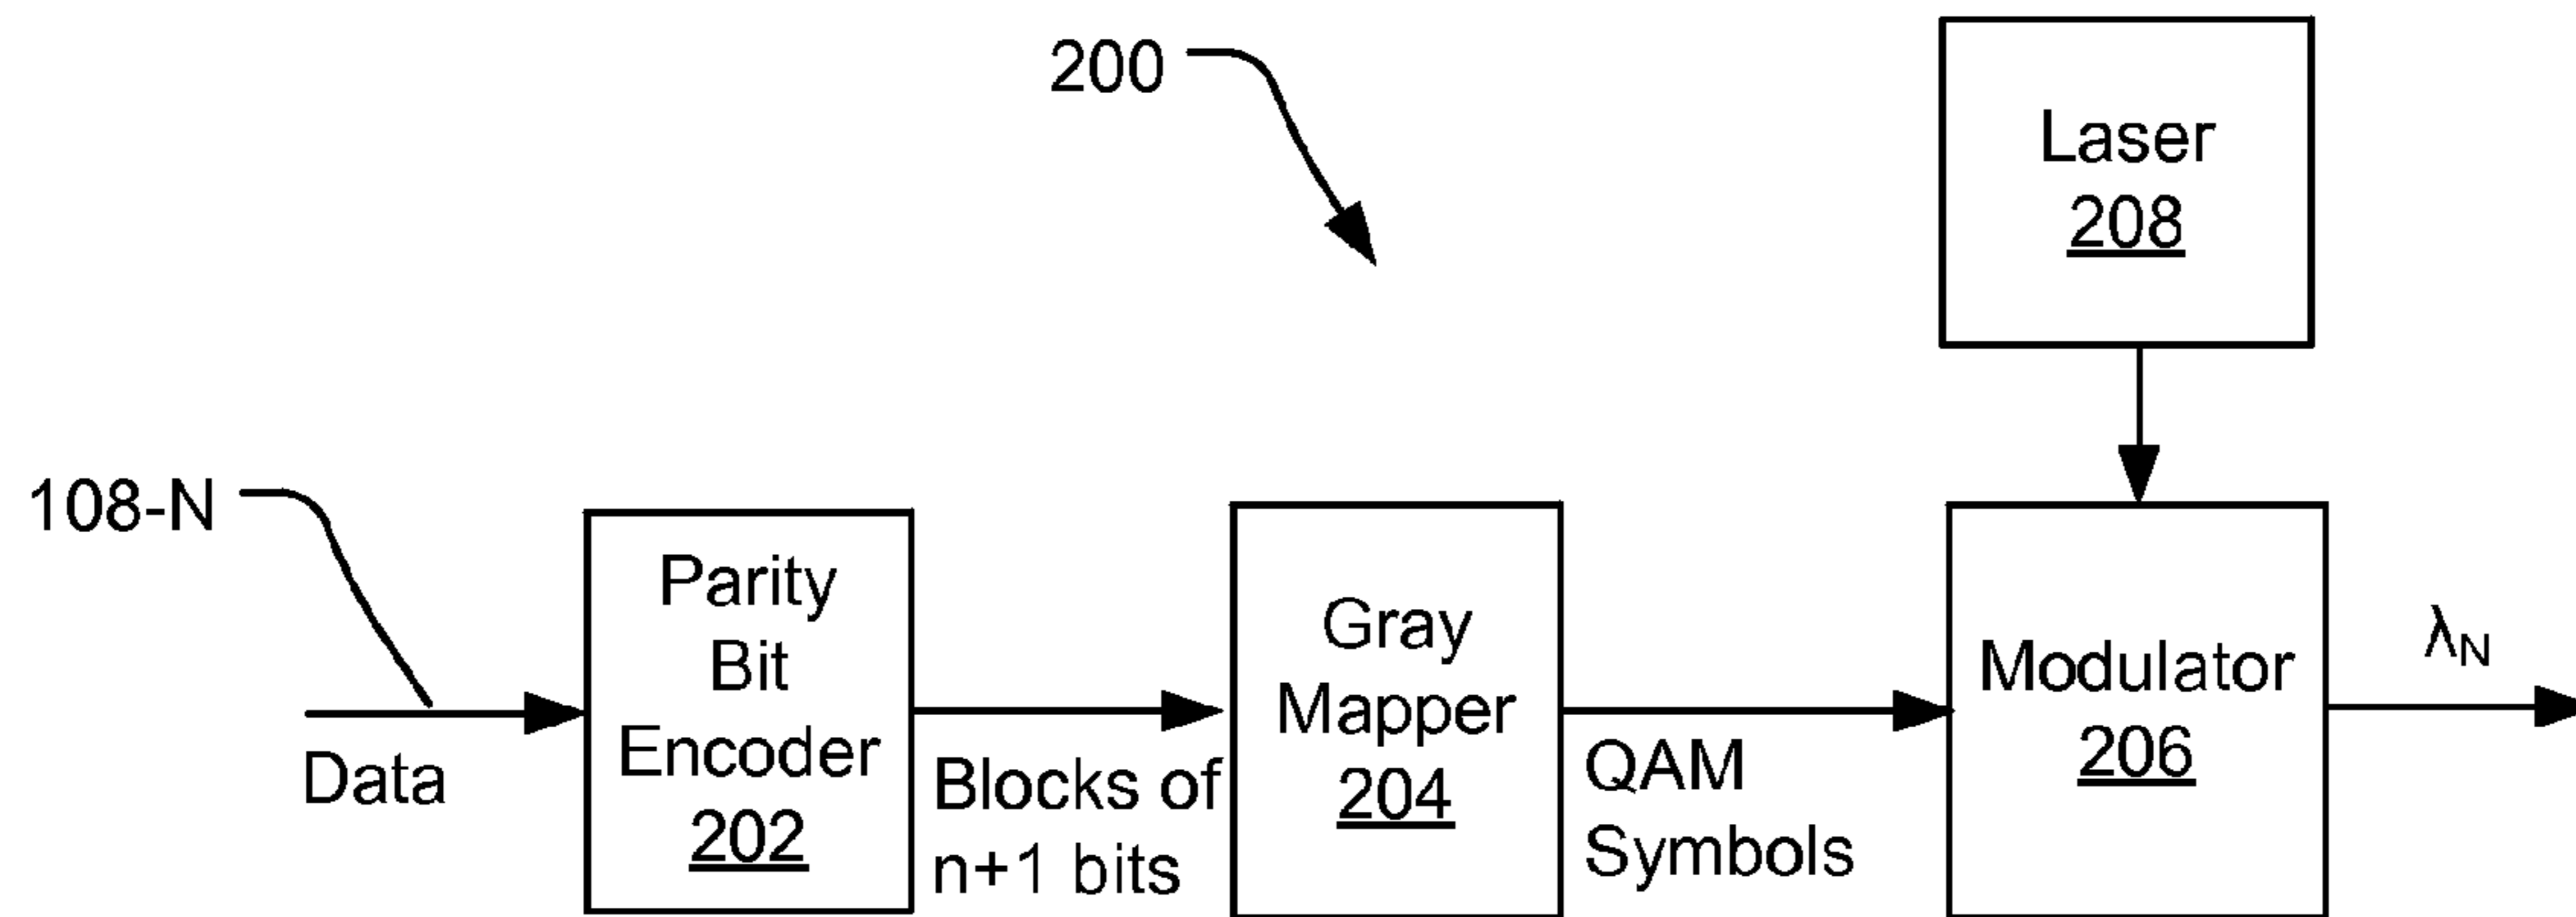 200
Laser
208
108-N
Data
Parity
Bit
Encoder
202
Blocks of
n+1 bits
Gray
Mapper
204
QAM
Symbols
Modulator
206
λN